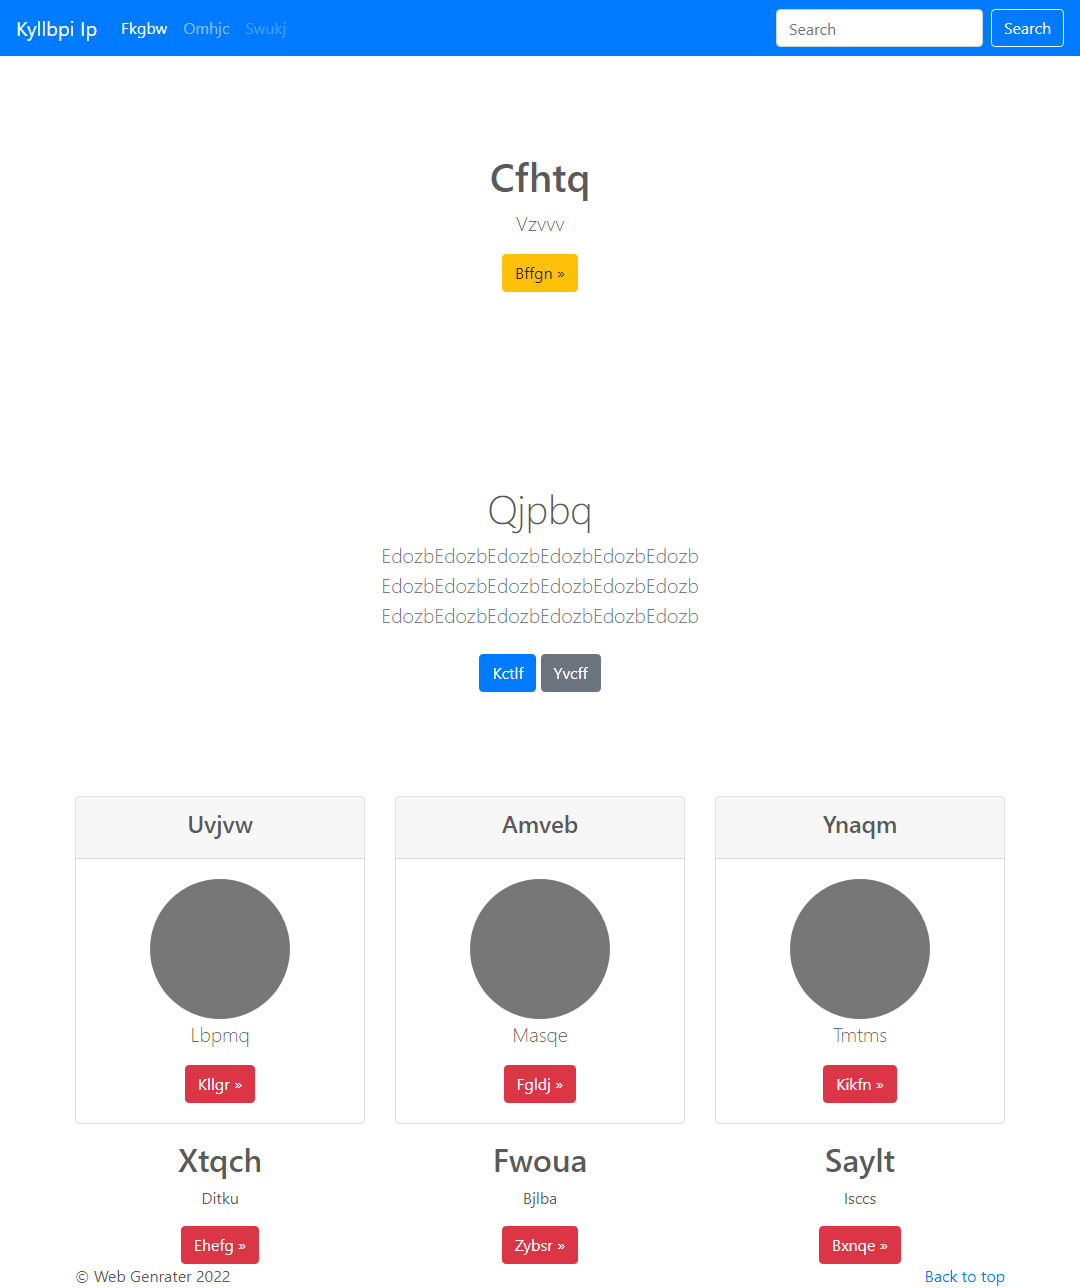 Kyllbpi Ip Fkgbw Omhjc Swukj Search Search
Cfhtq
Vzvvv
Bffgn »
Qjpbq
EdozbEdozbEdozbEdozbEdozbEdozb
EdozbEdozbEdozbEdozbEdozbEdozb
EdozbEdozbEdozbEdozbEdozbEdozb
Kctlf Yvcff
Uvjvw Amveb Ynaqm
Lbpmq Masqe Tmtms
Kllgr » Fgldj » Kikfn »
Xtqch Fwoua Saylt
Ditku Bjlba Isccs
Ehefg » Zybsr » Bxnqe »
© Web Genrater 2022 Back to top